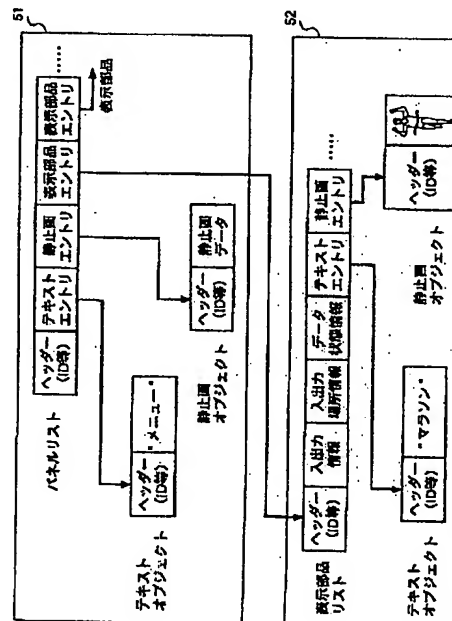 51
パネルリスト
ヘッダー
(ID等)
テキスト
エントリ
静止画
エントリ
表示部品
エントリ
表示部品
エントリ
……
表示部品
テキスト
オブジェクト
ヘッダー
(ID等)
"メニュー"
静止画
オブジェクト
ヘッダー
(ID等)
静止画
データ
52
表示部品
リスト
ヘッダー
(ID等)
入出力
情報
入出力
場所情報
データ
状態情報
テキスト
エントリ
静止画
エントリ
……
テキスト
オブジェクト
ヘッダー
(ID等)
"マラソン"
静止画
オブジェクト
ヘッダー
(ID等)